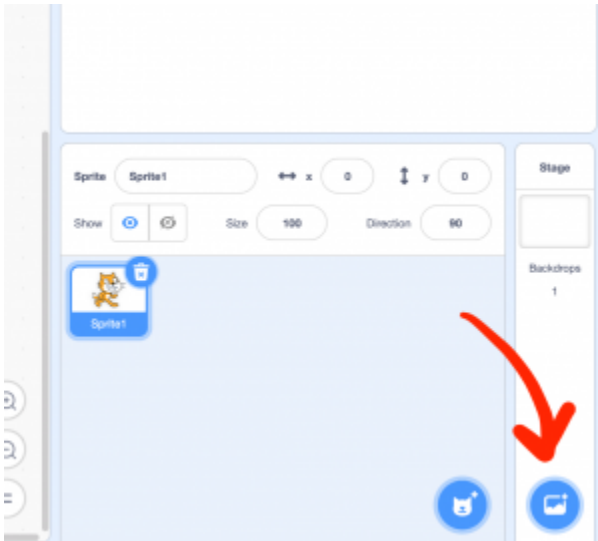 Sprite Sprite1 x 0 y 0
Stage
Show Size 100 Direction 90
Backdrops
1
Sprite1